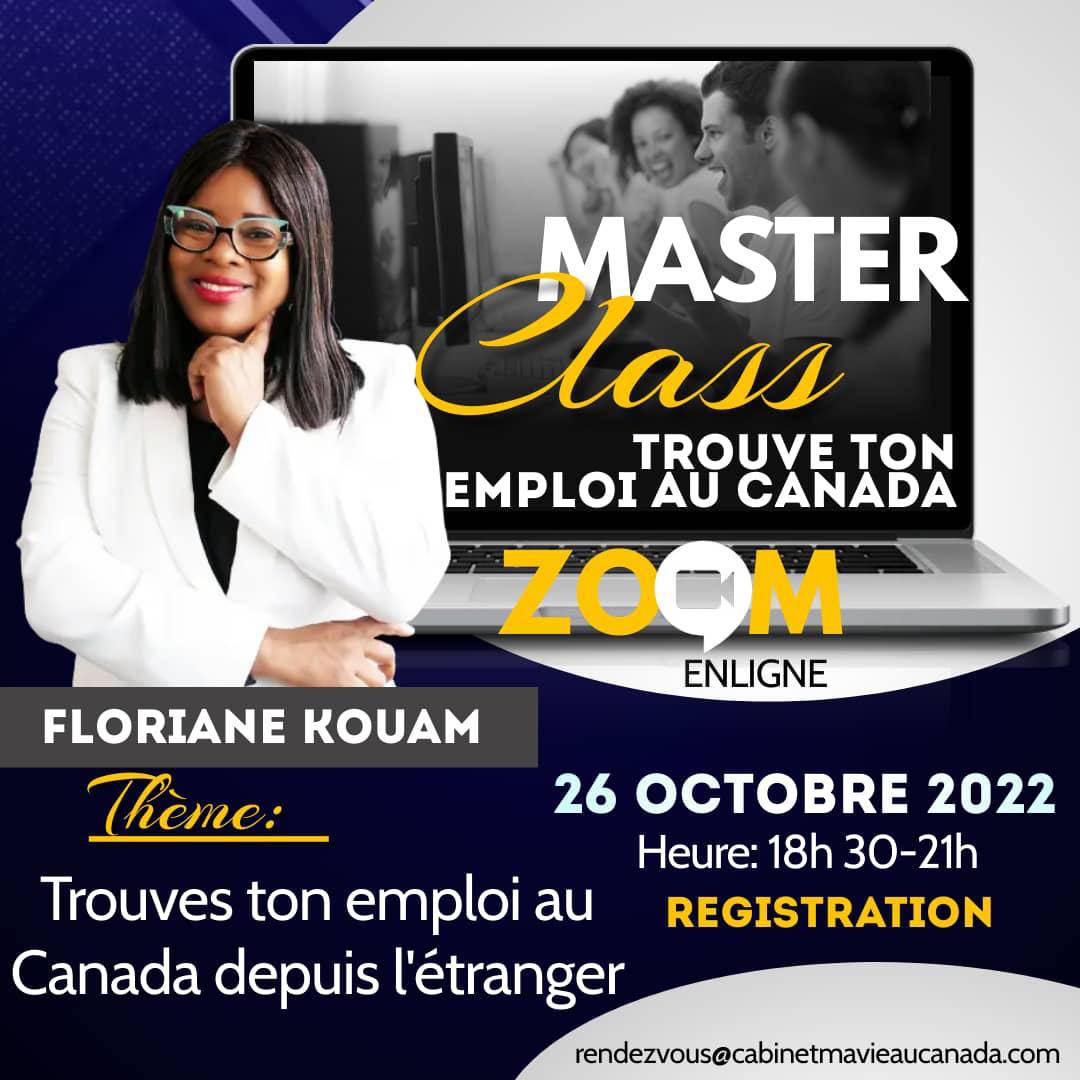 MASTER
Class
TROUVE TON
EMPLOI AU CANADA
ZOOM
ENLIGNE
FLORIANE KOUAM
Thème:
Trouves ton emploi au
Canada depuis l'étranger
26 OCTOBRE 2022
Heure: 18h 30-21h
REGISTRATION
rendezvous@cabinetmavieaucanada.com